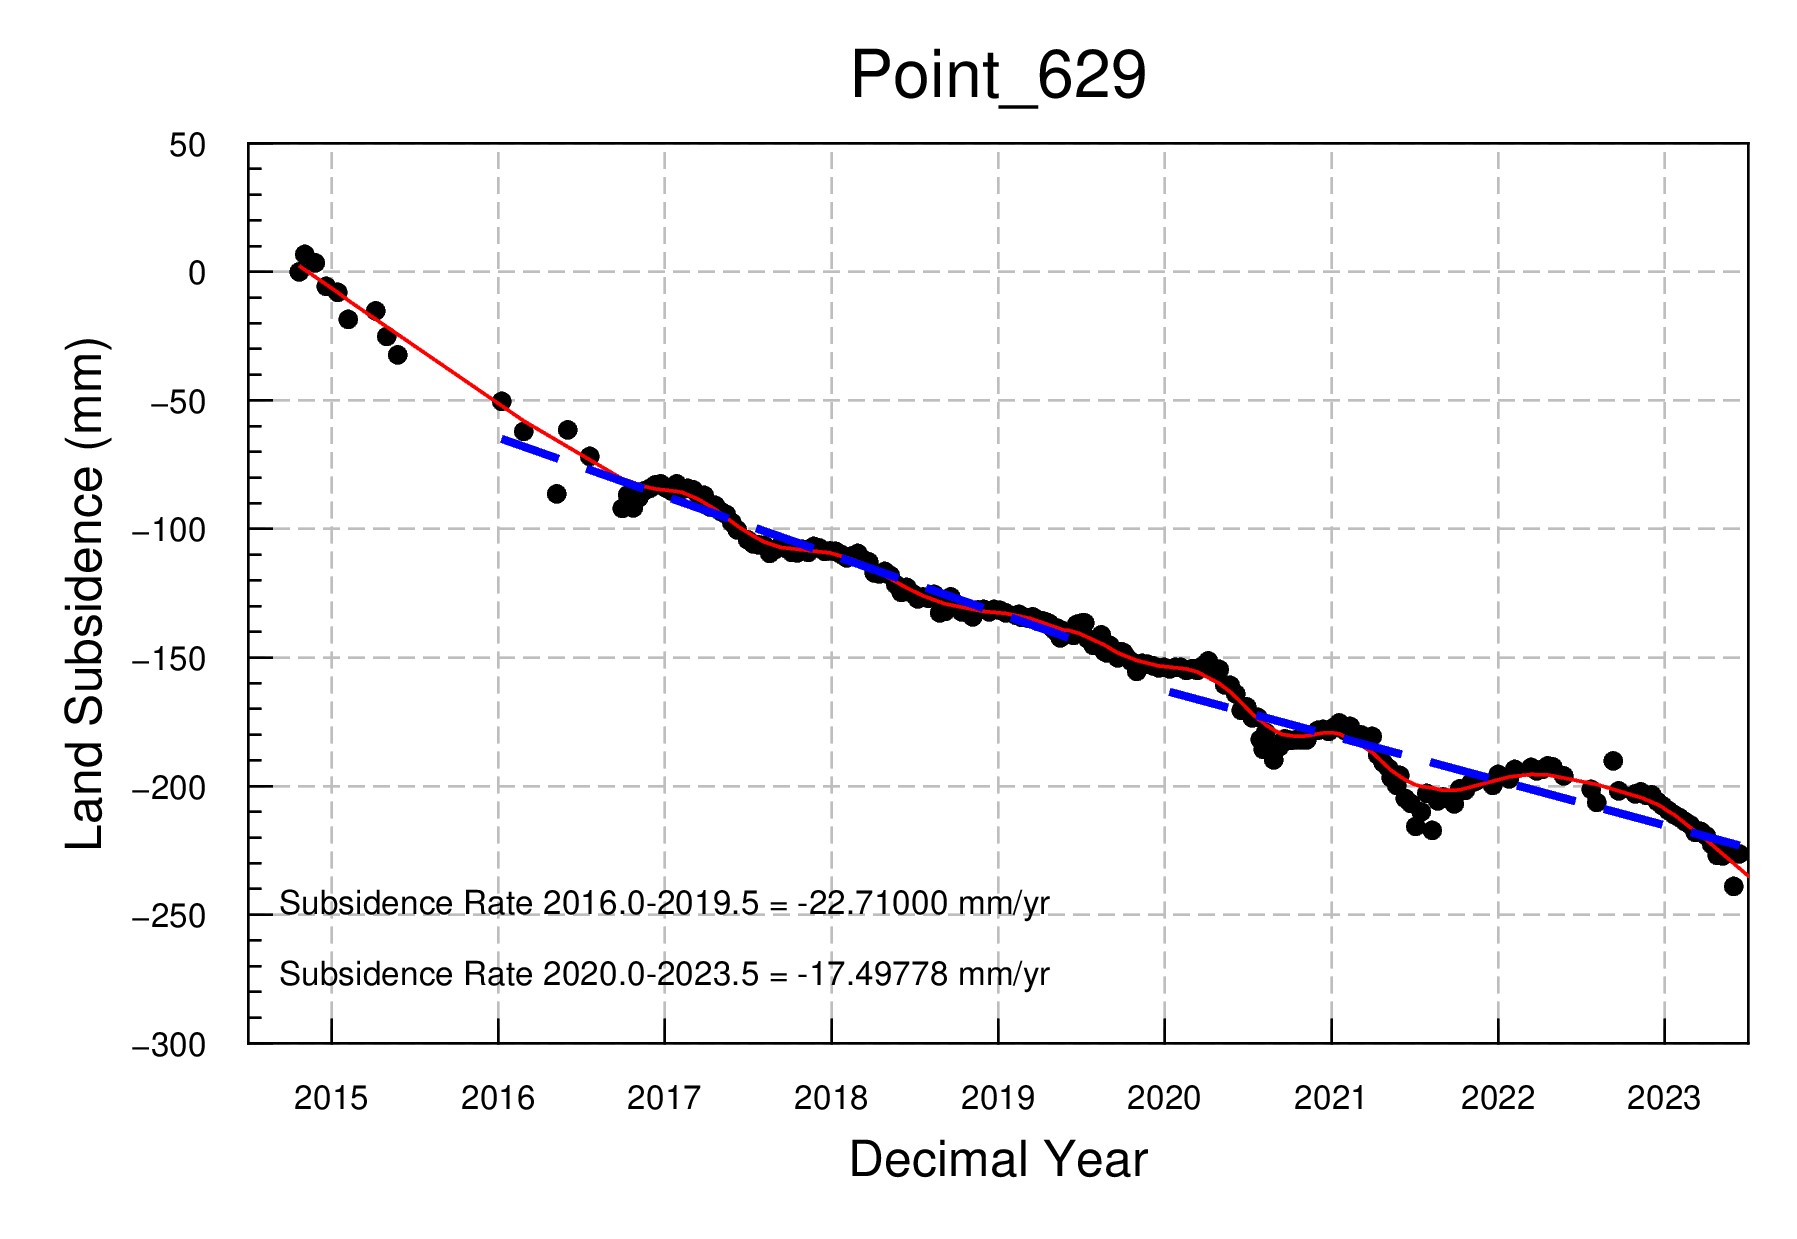 Point_629
50
0
−50
−100
−150
−200
−250
−300
Land Subsidence (mm)
Subsidence Rate 2016.0-2019.5 = -22.71000 mm/yr
Subsidence Rate 2020.0-2023.5 = -17.49778 mm/yr
2015 2016 2017 2018 2019 2020 2021 2022 2023
Decimal Year